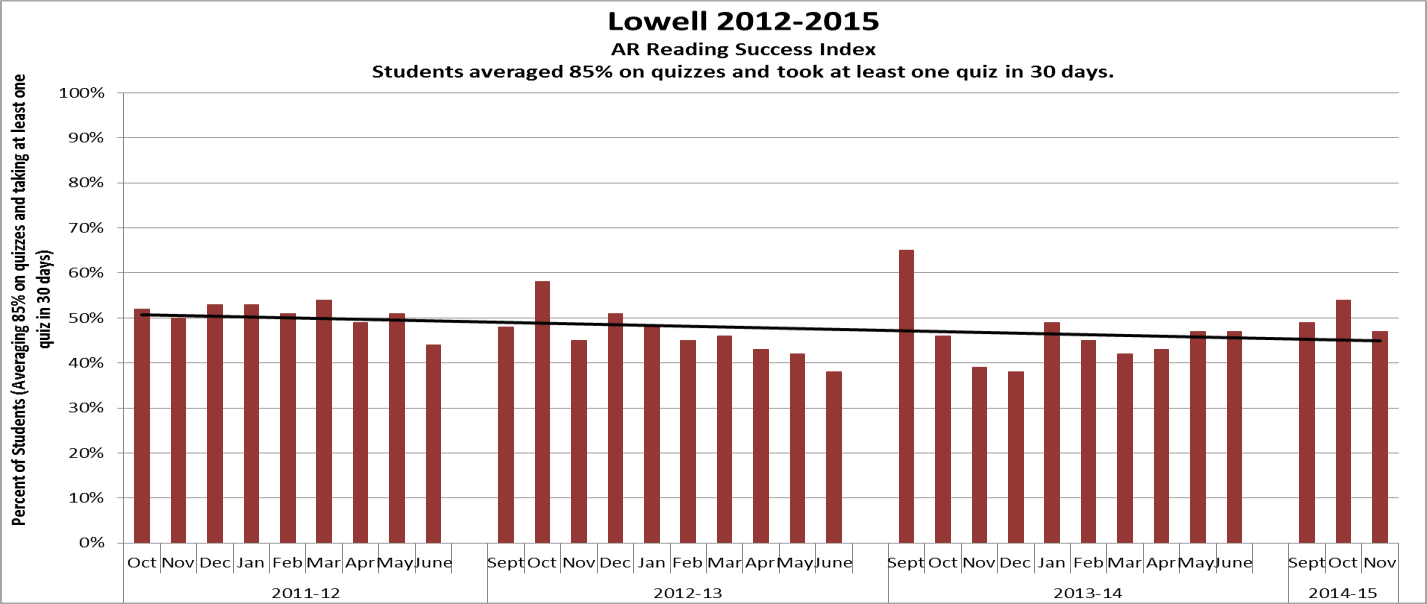 Lowell 2012-2015
AR Reading Success Index
Students averaged 85% on quizzes and took at least one quiz in 30 days.
Percent of Students (Averaging 85% on quizzes and taking at least one
quiz in 30 days)
100%
90%
80%
70%
60%
50%
40%
30%
20%
10%
0%
Oct Nov Dec Jan Feb Mar Apr May June Sept Oct Nov Dec Jan Feb Mar Apr May June Sept Oct Nov Dec Jan Feb Mar Apr May June Sept Oct Nov
2011-12 2012-13 2013-14 2014-15